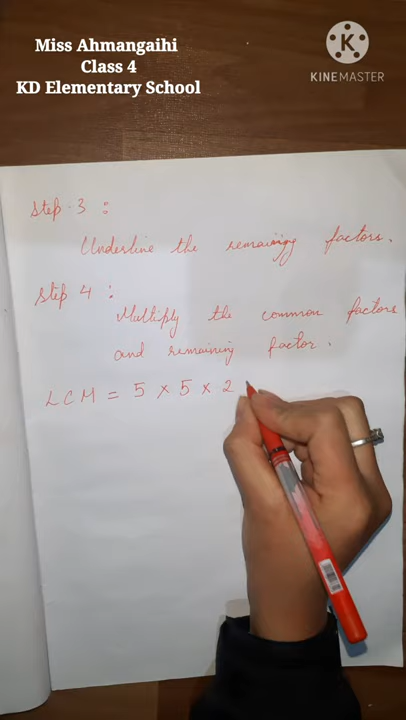 Miss Ahmangaihi
Class 4
KD Elementary School
K
KINEMASTER
Step-3 :
Underline the remaining factors.
Step 4 :
Multiply the common factors
and remaining factor.
LCM = 5 × 5 × 2